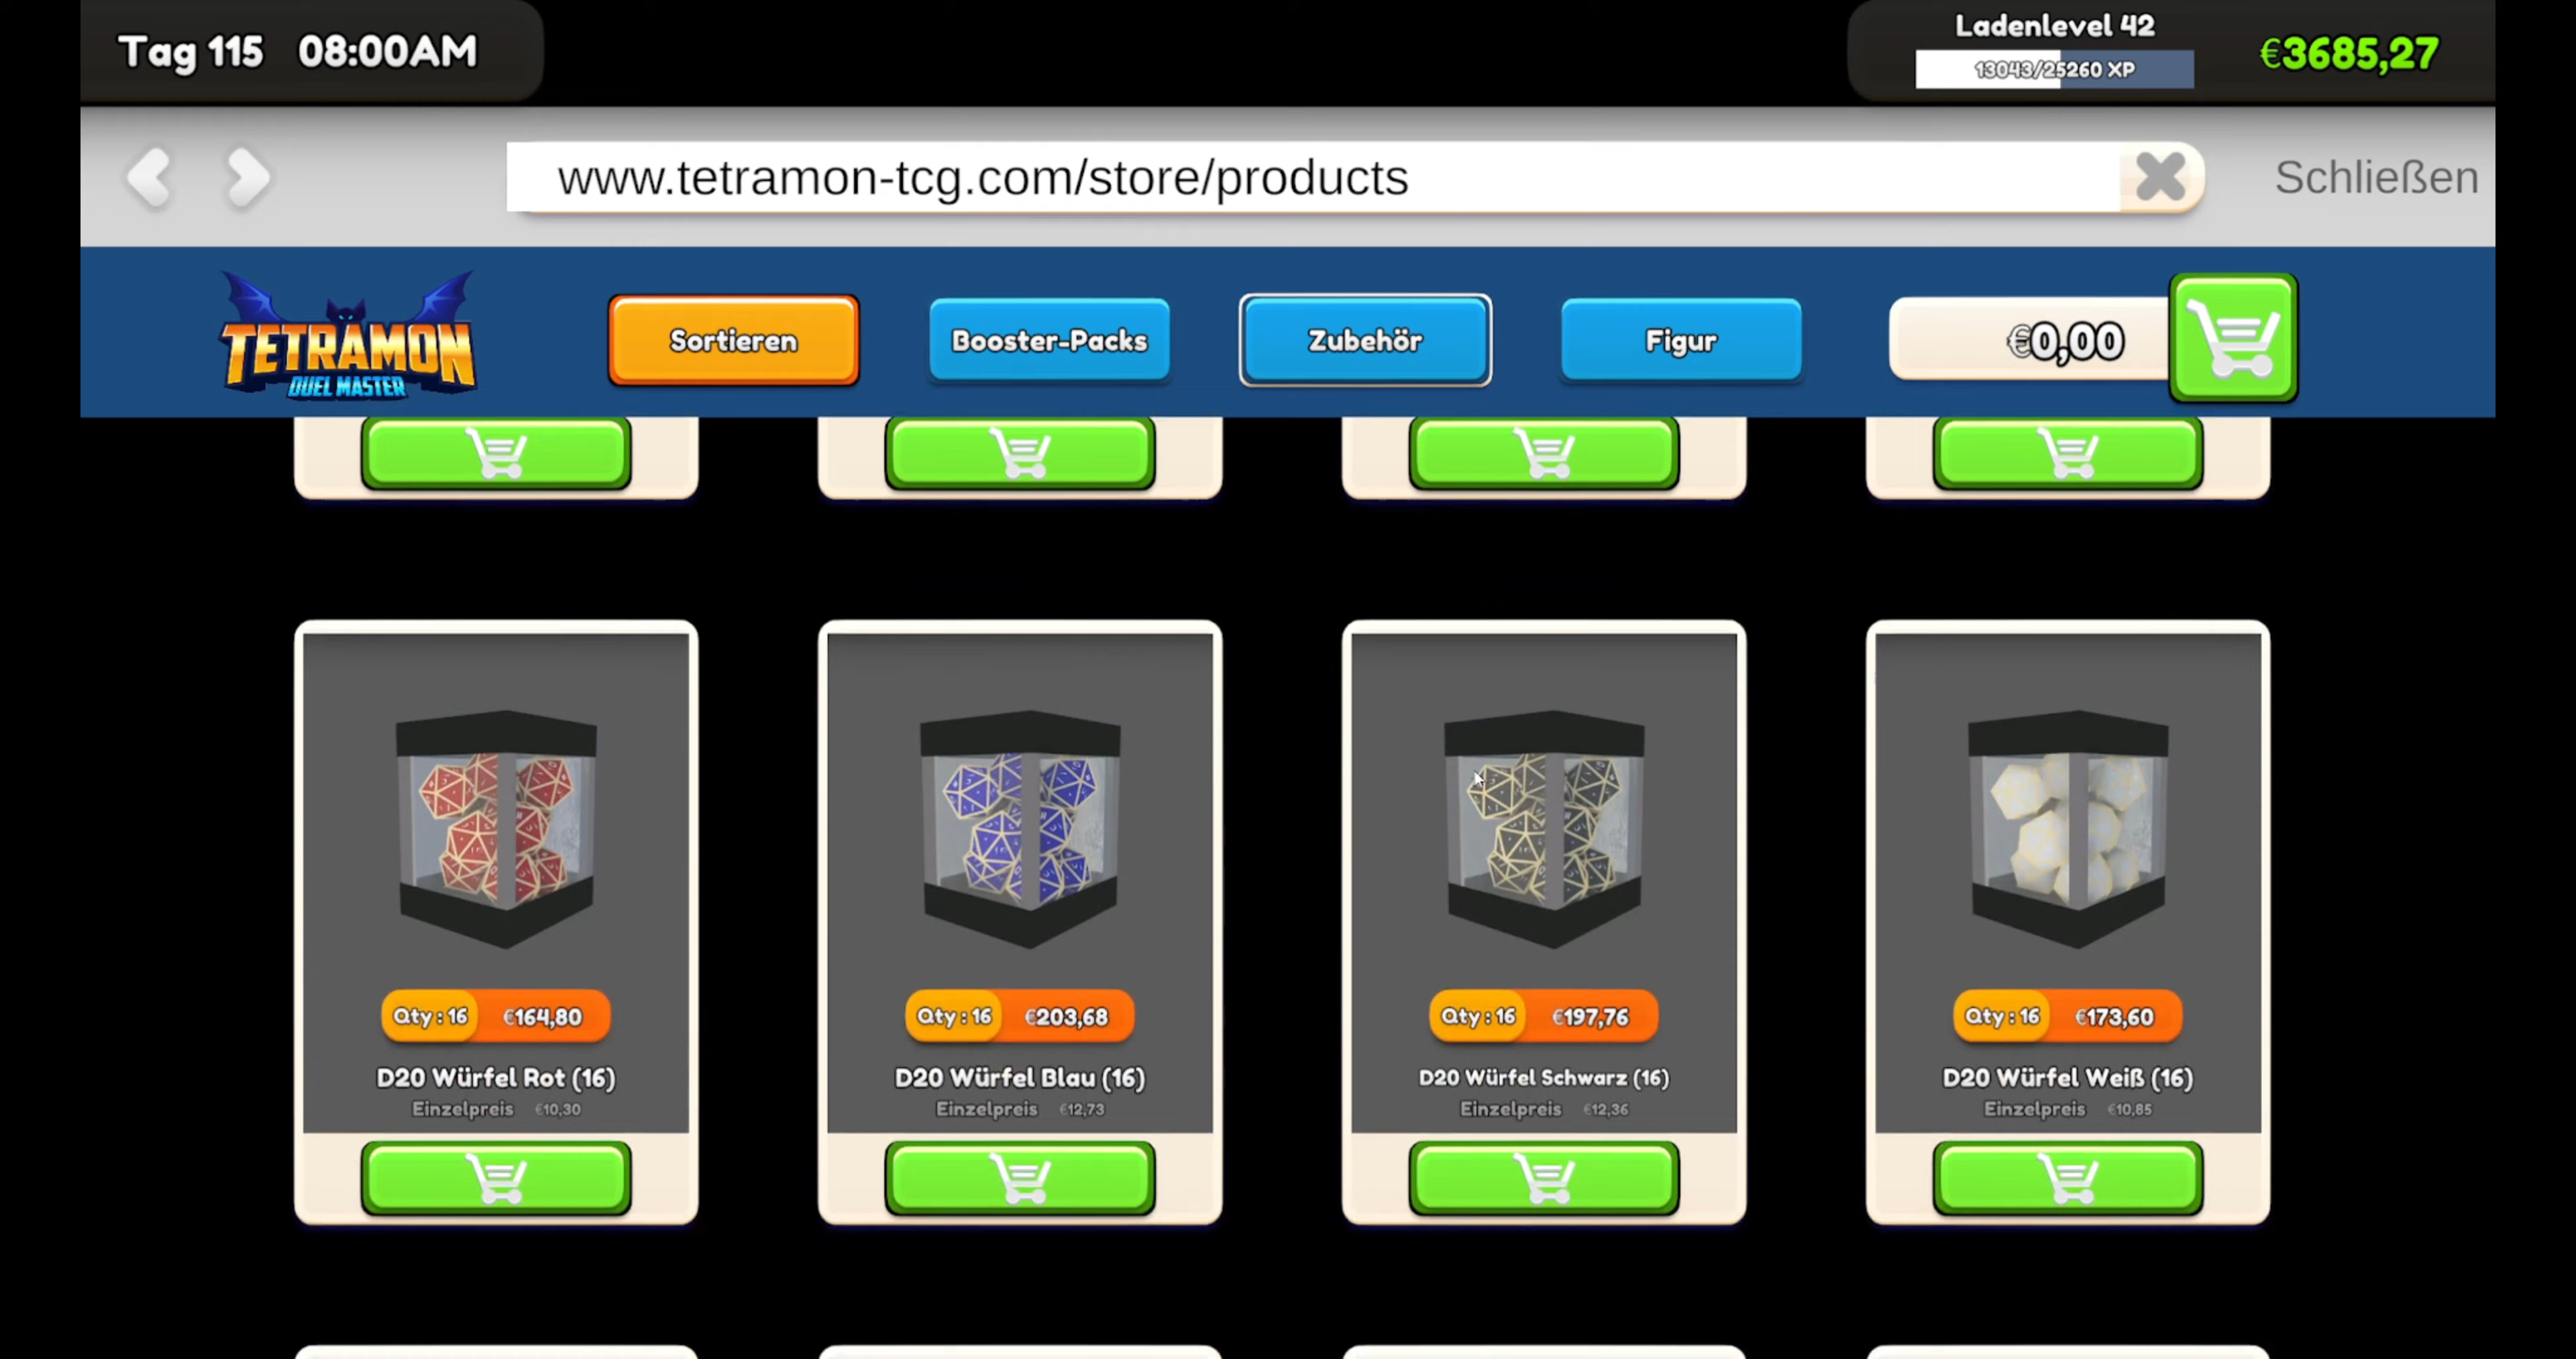 Tag 115 08:00AM
Ladenlevel 42
13043/25260 XP
€3685,27
www.tetramon-tcg.com/store/products
Schließen
TETRAMON
DUEL MASTER
Sortieren
Booster-Packs
Zubehör
Figur
€0,00
Qty : 16 €164,80
D20 Würfel Rot (16)
Einzelpreis €10,30
Qty : 16 €203,68
D20 Würfel Blau (16)
Einzelpreis €12,73
Qty : 16 €197,76
D20 Würfel Schwarz (16)
Einzelpreis €12,36
Qty : 16 €173,60
D20 Würfel Weiß (16)
Einzelpreis €10,85